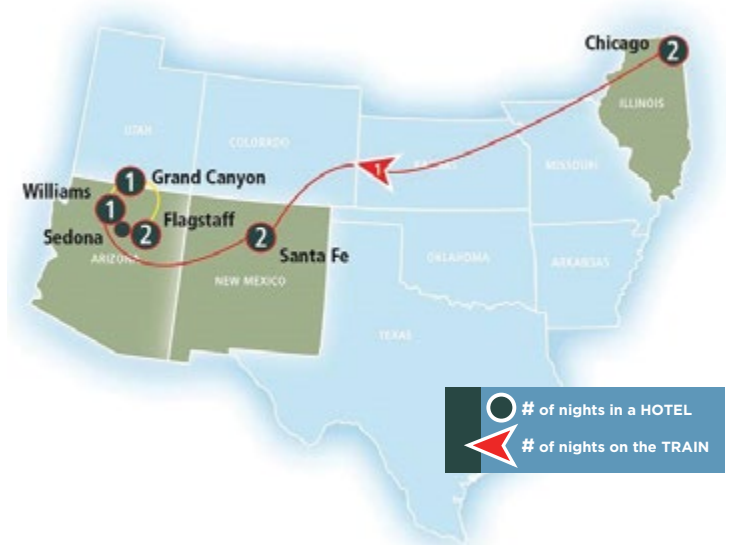 Chicago 2
ILLINOIS
UTAH
COLORADO
1
KANSAS
MISSOURI
1 Grand Canyon
Williams 1
Flagstaff
Sedona 2
2
Santa Fe
ARIZONA
NEW MEXICO
OKLAHOMA
ARKANSAS
TEXAS
# of nights in a HOTEL
# of nights on the TRAIN